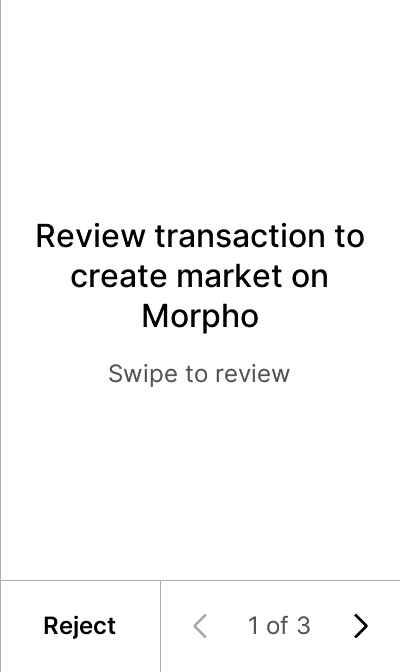 Review transaction to
create market on
Morpho
Swipe to review
Reject
1 of 3